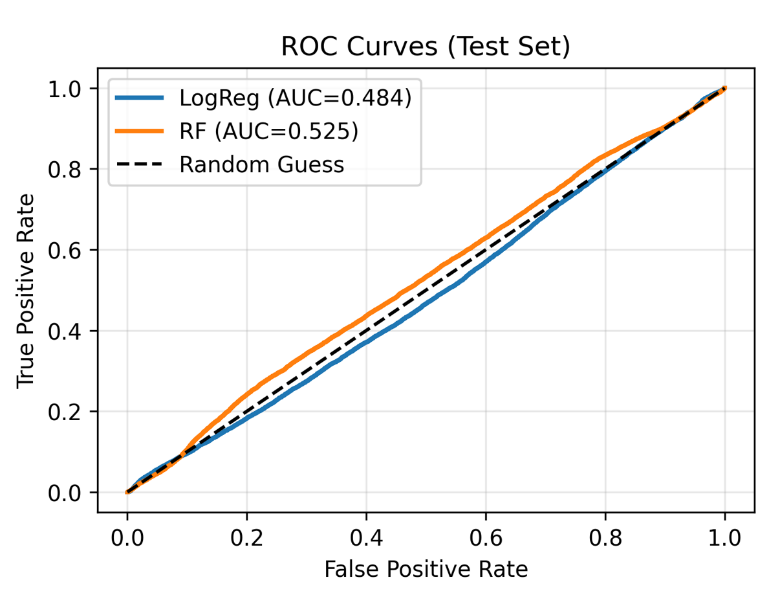 ROC Curves (Test Set)
LogReg (AUC=0.484)
RF (AUC=0.525)
Random Guess
True Positive Rate
1.0
0.8
0.6
0.4
0.2
0.0
0.0 0.2 0.4 0.6 0.8 1.0
False Positive Rate